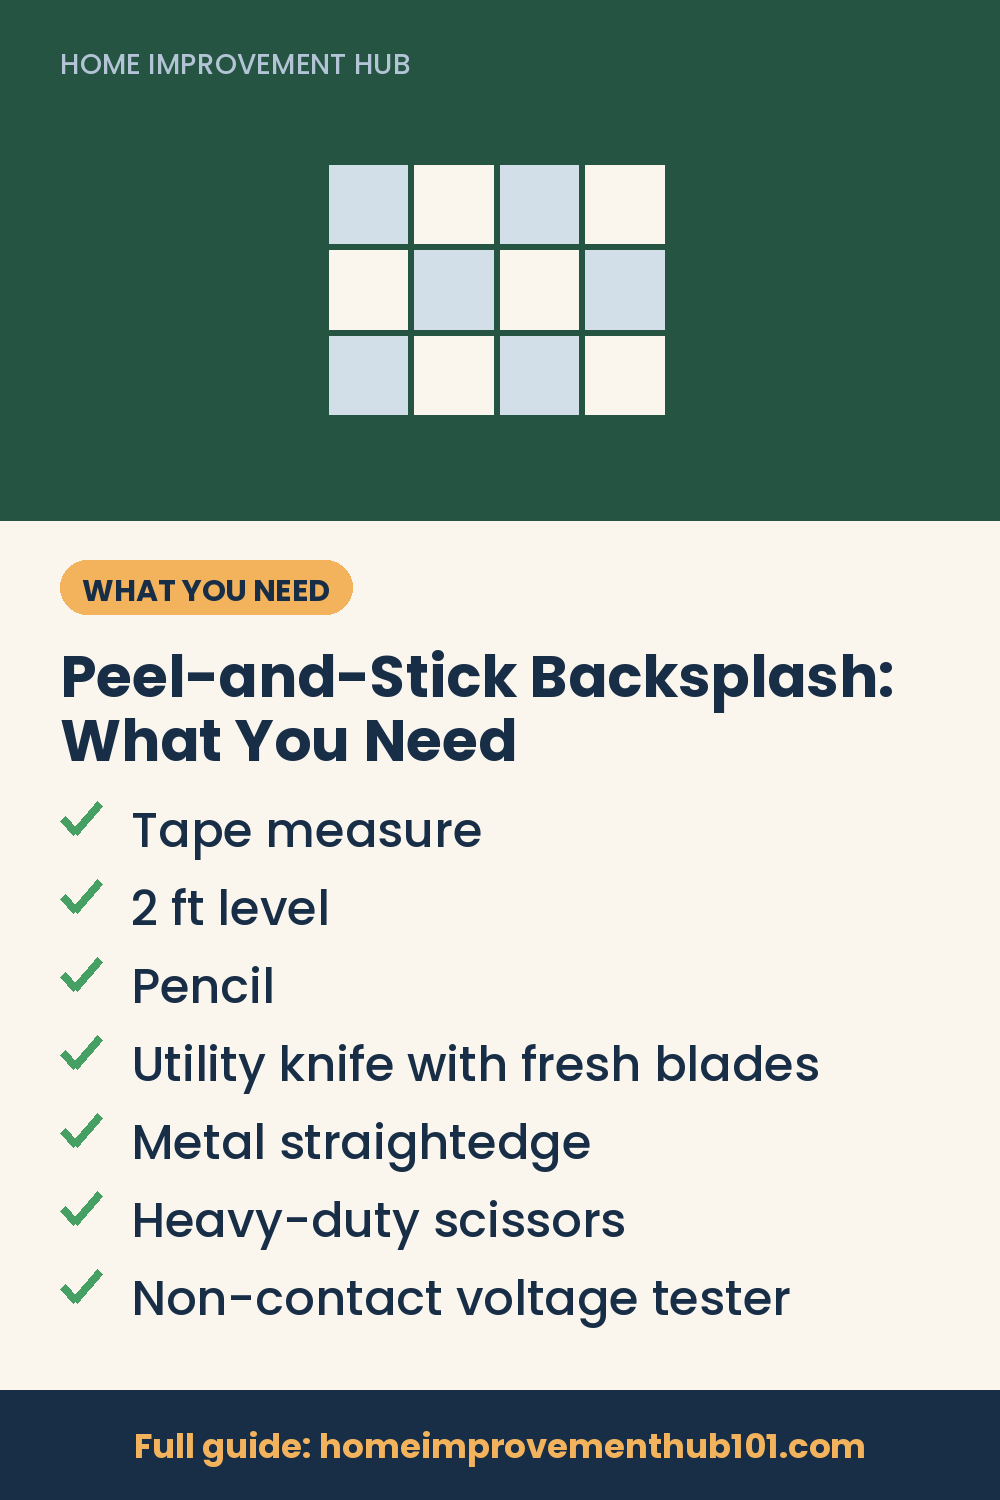 HOME IMPROVEMENT HUB
WHAT YOU NEED
Peel-and-Stick Backsplash:
What You Need
Tape measure
2 ft level
Pencil
Utility knife with fresh blades
Metal straightedge
Heavy-duty scissors
Non-contact voltage tester
Full guide: homeimprovementhub101.com